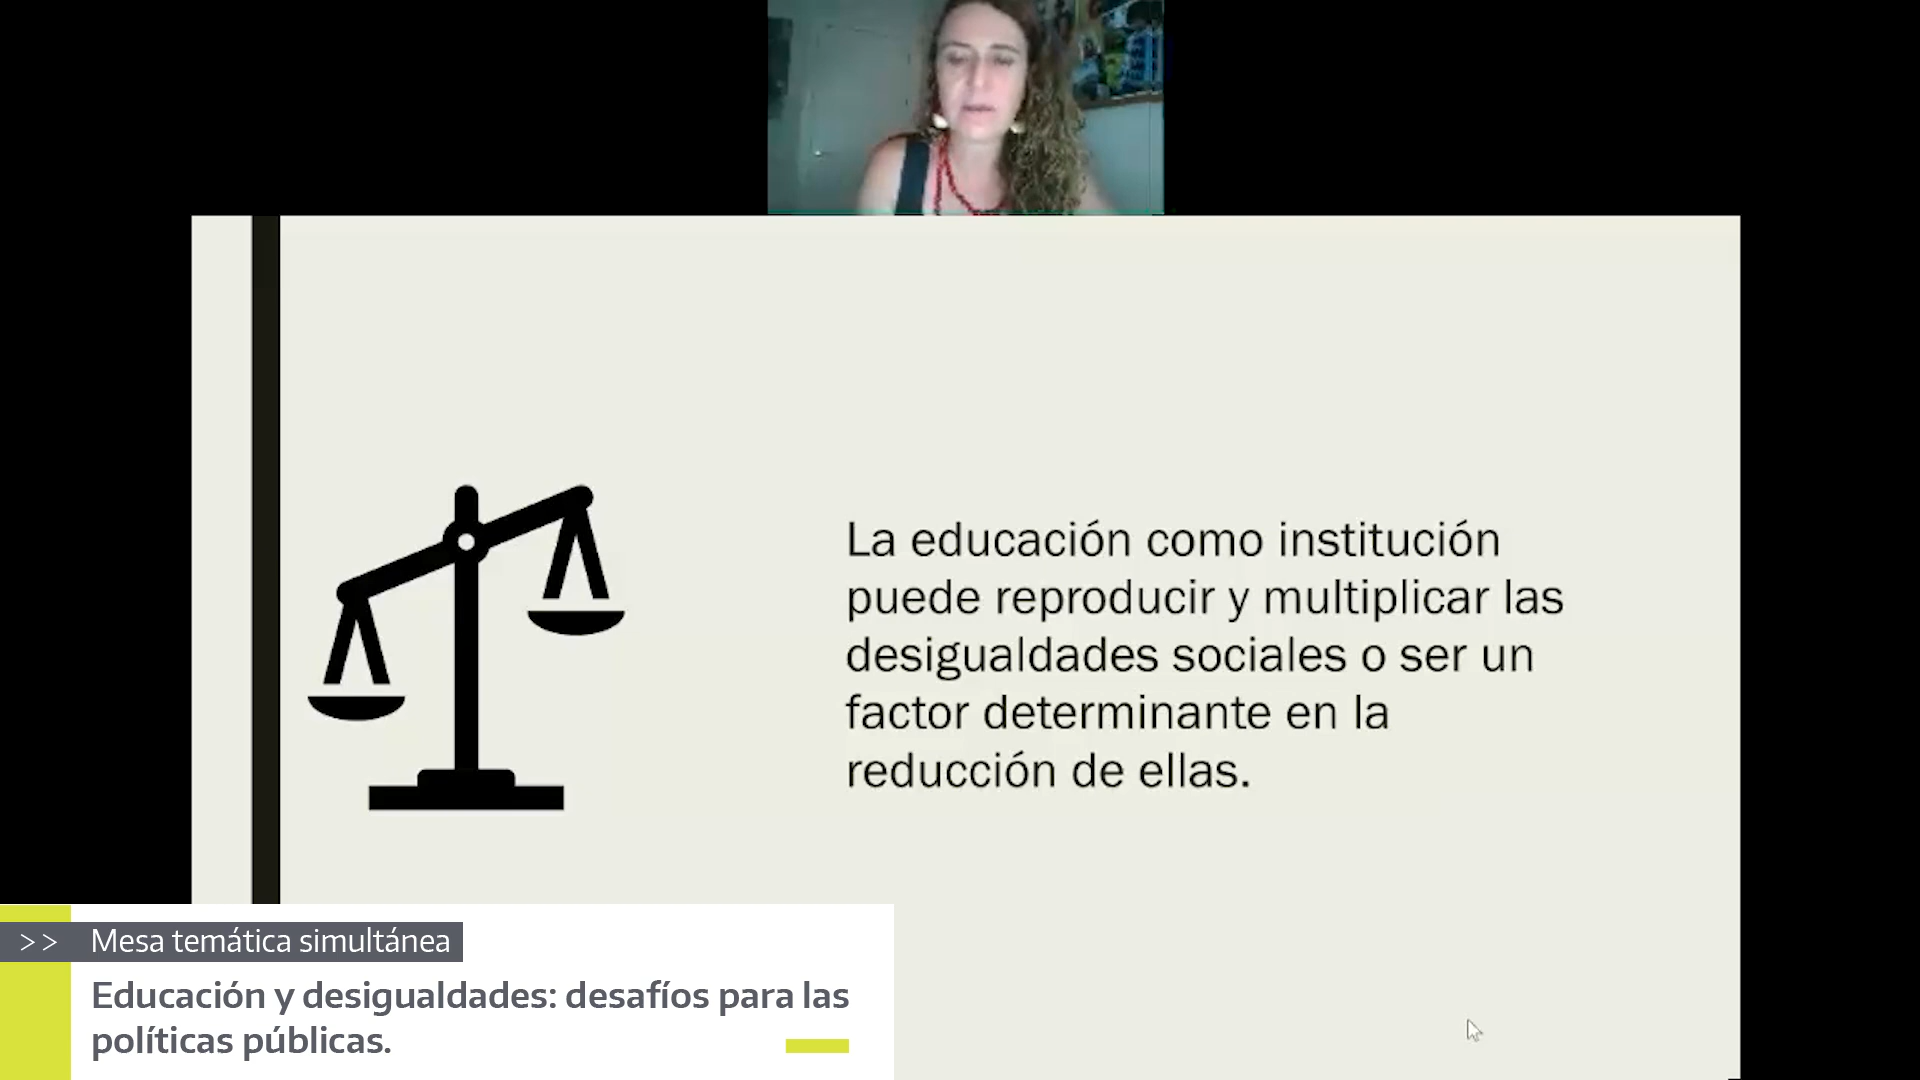 La educación como institución
puede reproducir y multiplicar las
desigualdades sociales o ser un
factor determinante en la
reducción de ellas.
>> Mesa temática simultánea
Educación y desigualdades: desafíos para las
políticas públicas.